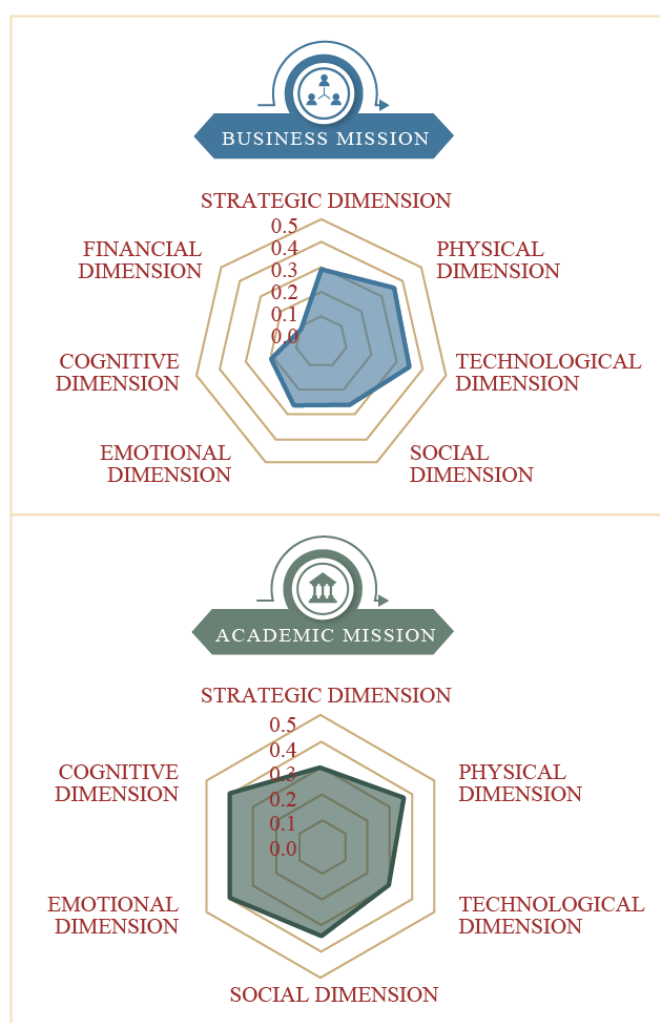 BUSINESS MISSION
STRATEGIC DIMENSION
0.5
0.4
0.3
0.2
0.1
0.0
FINANCIAL
DIMENSION
PHYSICAL
DIMENSION
COGNITIVE
DIMENSION
TECHNOLOGICAL
DIMENSION
EMOTIONAL
DIMENSION
SOCIAL
DIMENSION
ACADEMIC MISSION
STRATEGIC DIMENSION
0.5
0.4
0.3
0.2
0.1
0.0
COGNITIVE
DIMENSION
PHYSICAL
DIMENSION
EMOTIONAL
DIMENSION
TECHNOLOGICAL
DIMENSION
SOCIAL DIMENSION